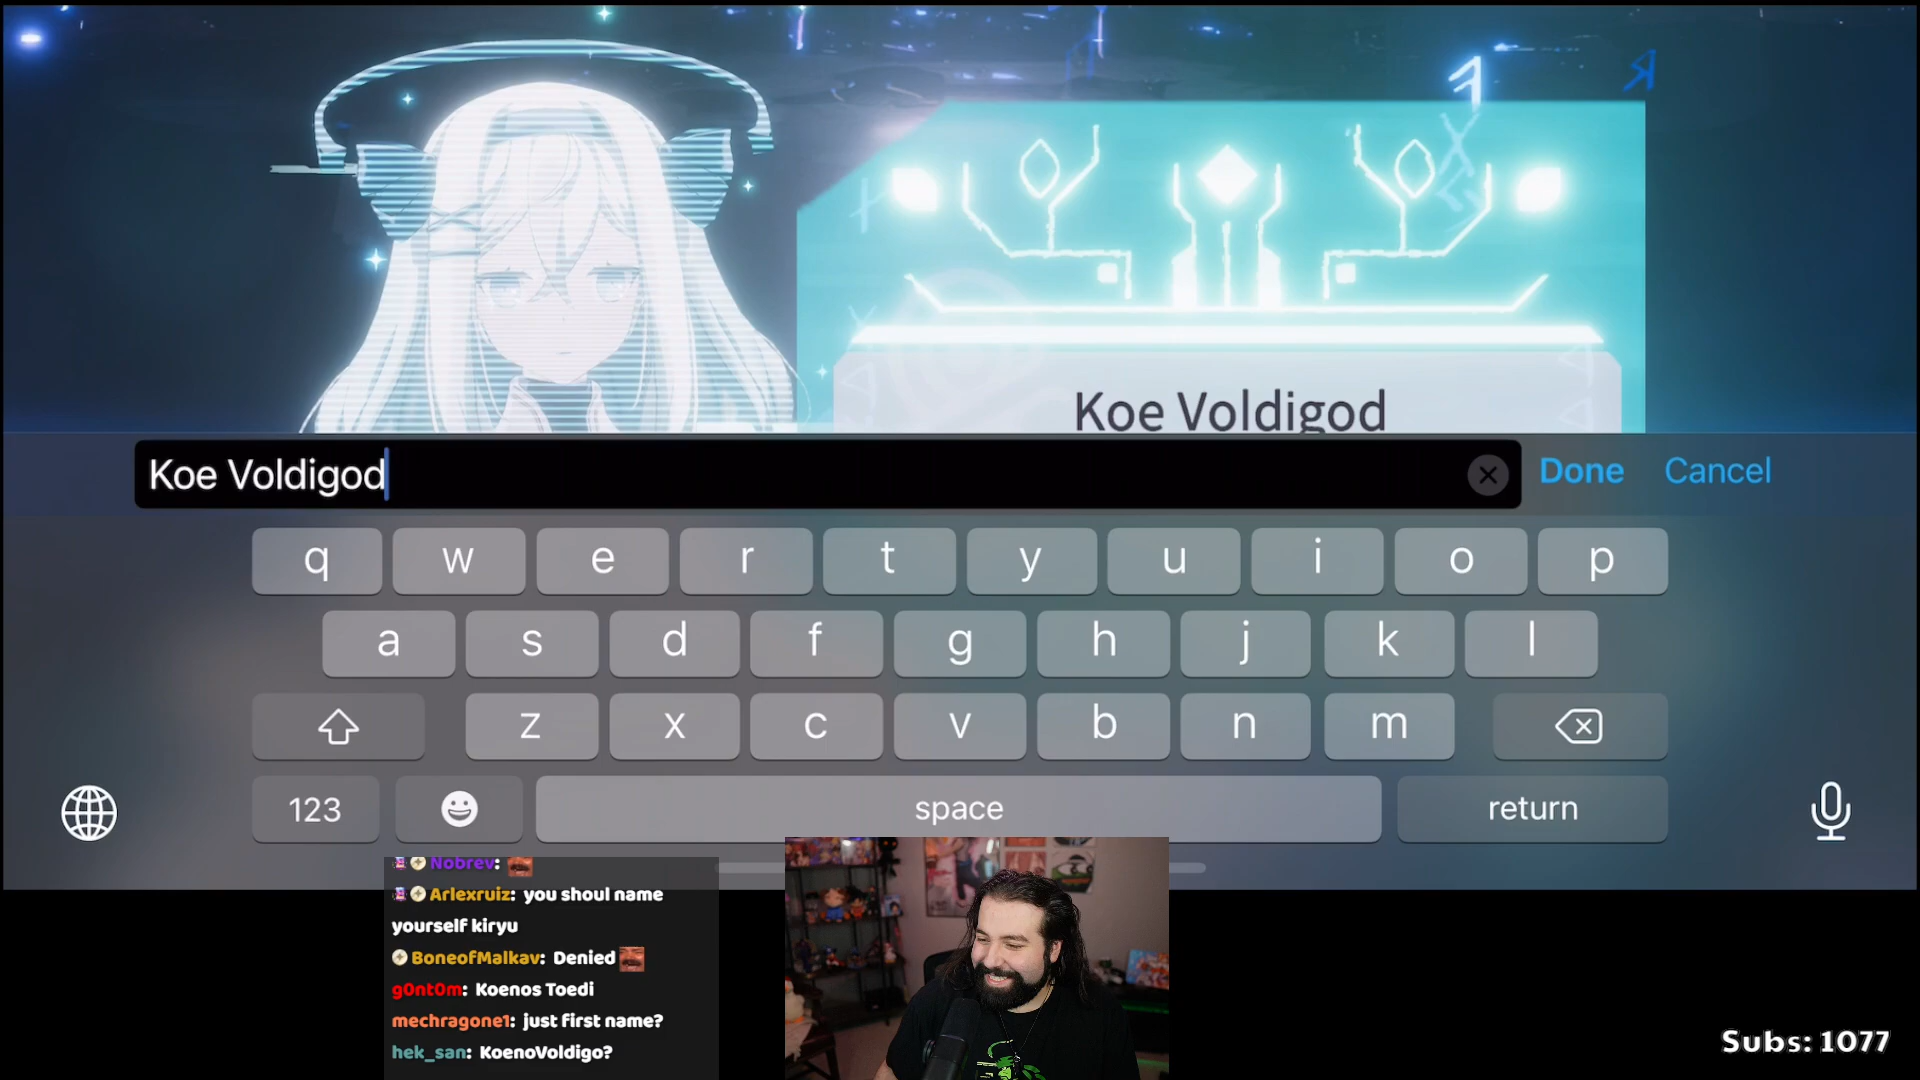 Koe Voldigod
Koe Voldigod
Done
Cancel
q w e r t y u i o p
a s d f g h j k l
z x c v b n m
123
space
return
Nobrev:
Arlexruiz: you shoul name
yourself kiryu
BoneofMalkav: Denied
g0nt0m: Koenos Toedi
mechragone1: just first name?
hek_san: KoenoVoldigo?
Subs: 1077